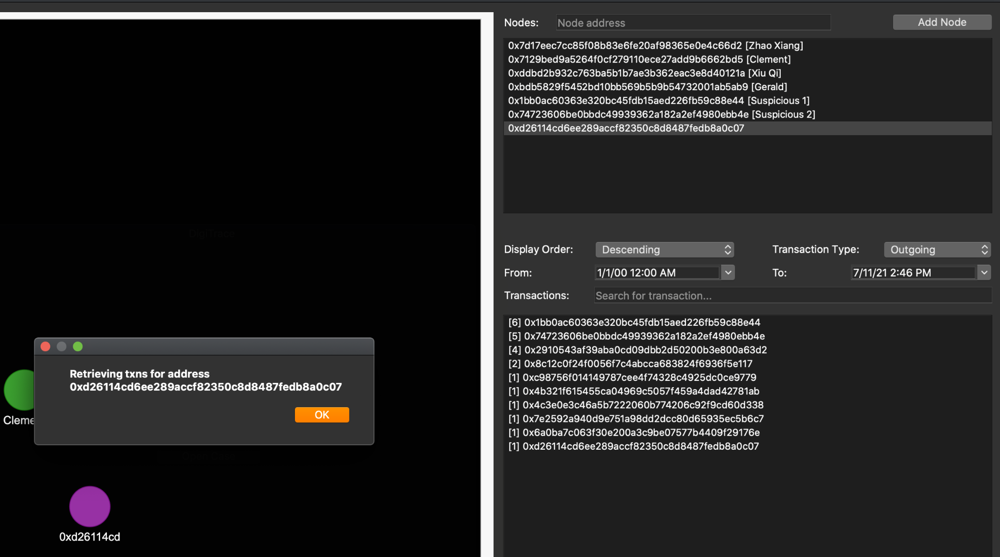 Nodes: Node address Add Node
0x7d17eec7cc85f08b83e6fe20af98365e0e4c66d2 [Zhao Xiang]
0x7129bed9a5264f0cf279110ece27add9b6662bd5 [Clement]
0xddbd2b932c763ba5b1b7ae3b362eac3e8d40121a [Xiu Qi]
0xbdb5829f5452bd10bb569b5b9b54732001ab5ab9 [Gerald]
0x1bb0ac60363e320bc45fdb15aed226fb59c88e44 [Suspicious 1]
0x74723606be0bbdc49939362a182a2ef4980ebb4e [Suspicious 2]
0xd26114cd6ee289accf82350c8d8487fedb8a0c07
DigiTrace
Display Order: Descending Transaction Type: Outgoing
From: 1/1/00 12:00 AM To: 7/11/21 2:46 PM
Transactions: Search for transaction...
[6] 0x1bb0ac60363e320bc45fdb15aed226fb59c88e44
[5] 0x74723606be0bbdc49939362a182a2ef4980ebb4e
[4] 0x2910543af39aba0cd09dbb2d50200b3e800a63d2
[2] 0x8c12c0f24f0056f7c4abcca683824f6936f5e117
[1] 0xc98756f014149787cee4f74328c4925dc0ce9779
[1] 0x4b321f615455ca04969c5057f459a4dad42781ab
[1] 0x4c3e0e3c46a5b7222060b774206c92f9cd60d338
[1] 0x7e2592a940d9e751a98dd2dcc80d65935ec5b6c7
[1] 0x6a0ba7c063f30e200a3c9be07577b4409f29176e
[1] 0xd26114cd6ee289accf82350c8d8487fedb8a0c07
Retrieving txns for address
0xd26114cd6ee289accf82350c8d8487fedb8a0c07
OK
Cleme
0xd26114cd